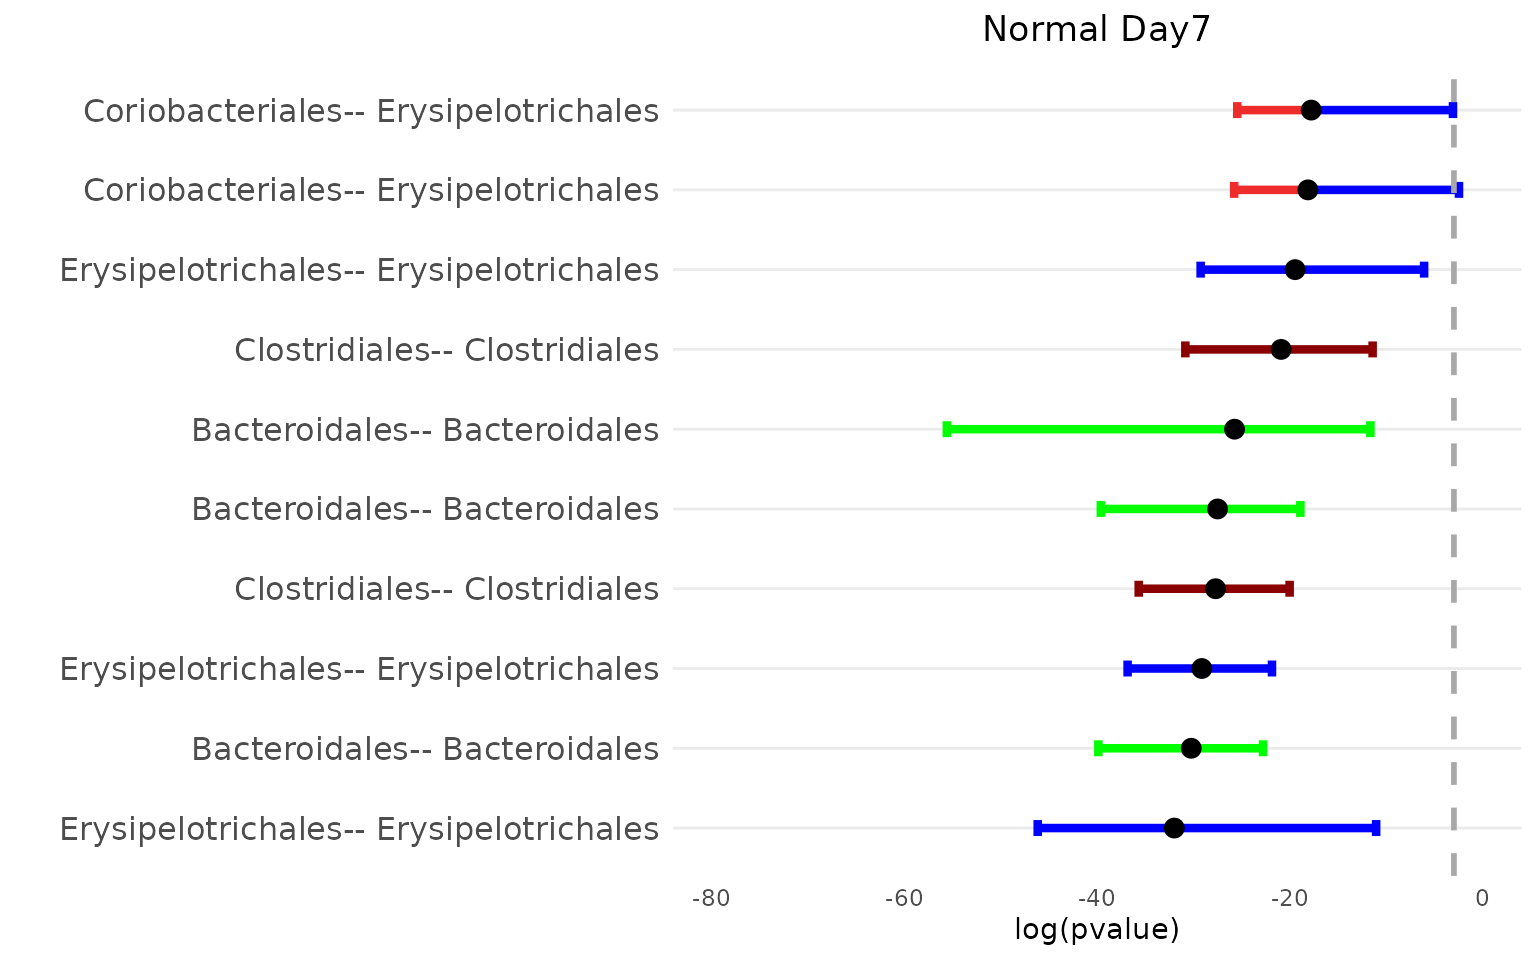 Normal Day7
Coriobacteriales-- Erysipelotrichales
Coriobacteriales-- Erysipelotrichales
Erysipelotrichales-- Erysipelotrichales
Clostridiales-- Clostridiales
Bacteroidales-- Bacteroidales
Bacteroidales-- Bacteroidales
Clostridiales-- Clostridiales
Erysipelotrichales-- Erysipelotrichales
Bacteroidales-- Bacteroidales
Erysipelotrichales-- Erysipelotrichales
-80 -60 -40 -20 0
log(pvalue)